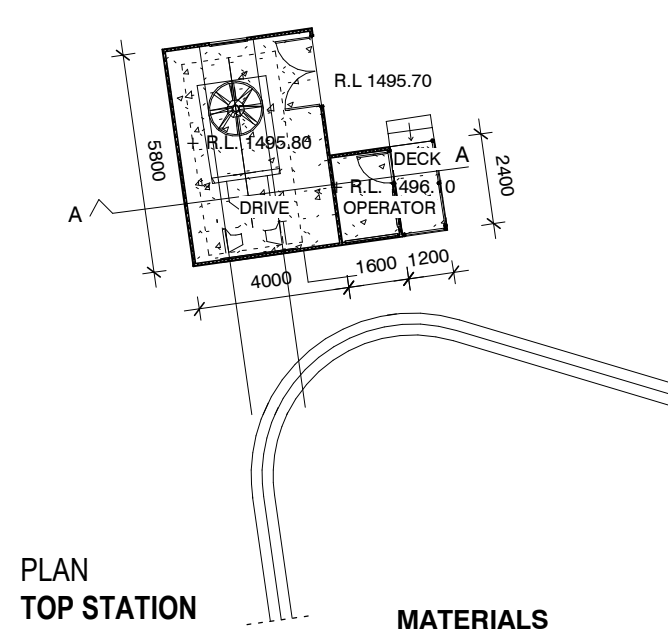 R.L 1495.70
5800
R.L. 1495.80
DECK
A
2400
R.L. 1496.10
A
DRIVE
OPERATOR
4000
1600
1200
PLAN
TOP STATION
MATERIALS